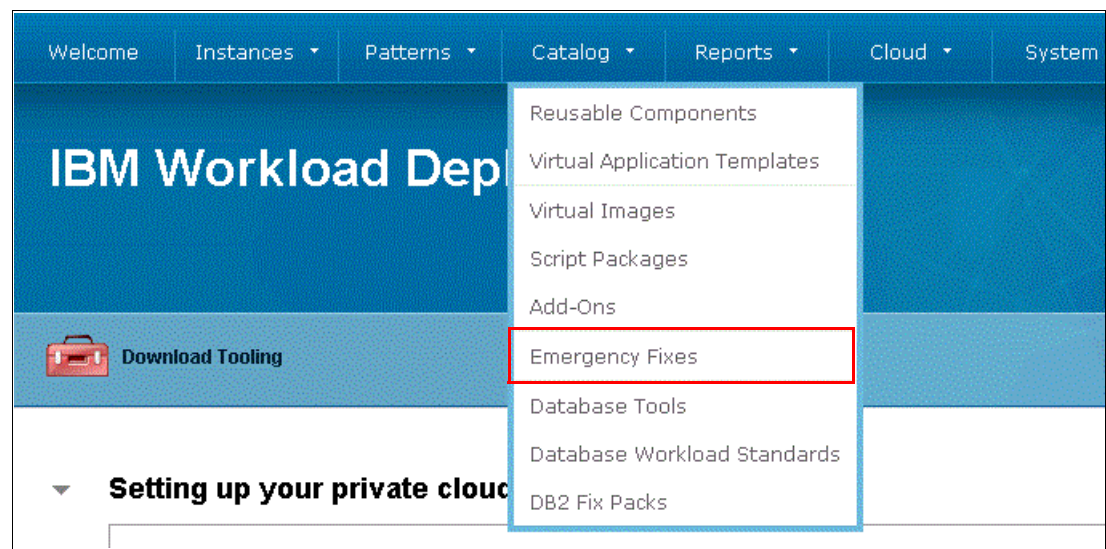 Welcome Instances Patterns Catalog Reports Cloud System
Reusable Components
IBM Workload Depl
Virtual Application Templates
Virtual Images
Script Packages
Add-Ons
Download Tooling
Emergency Fixes
Database Tools
Database Workload Standards
Setting up your private cloud
DB2 Fix Packs